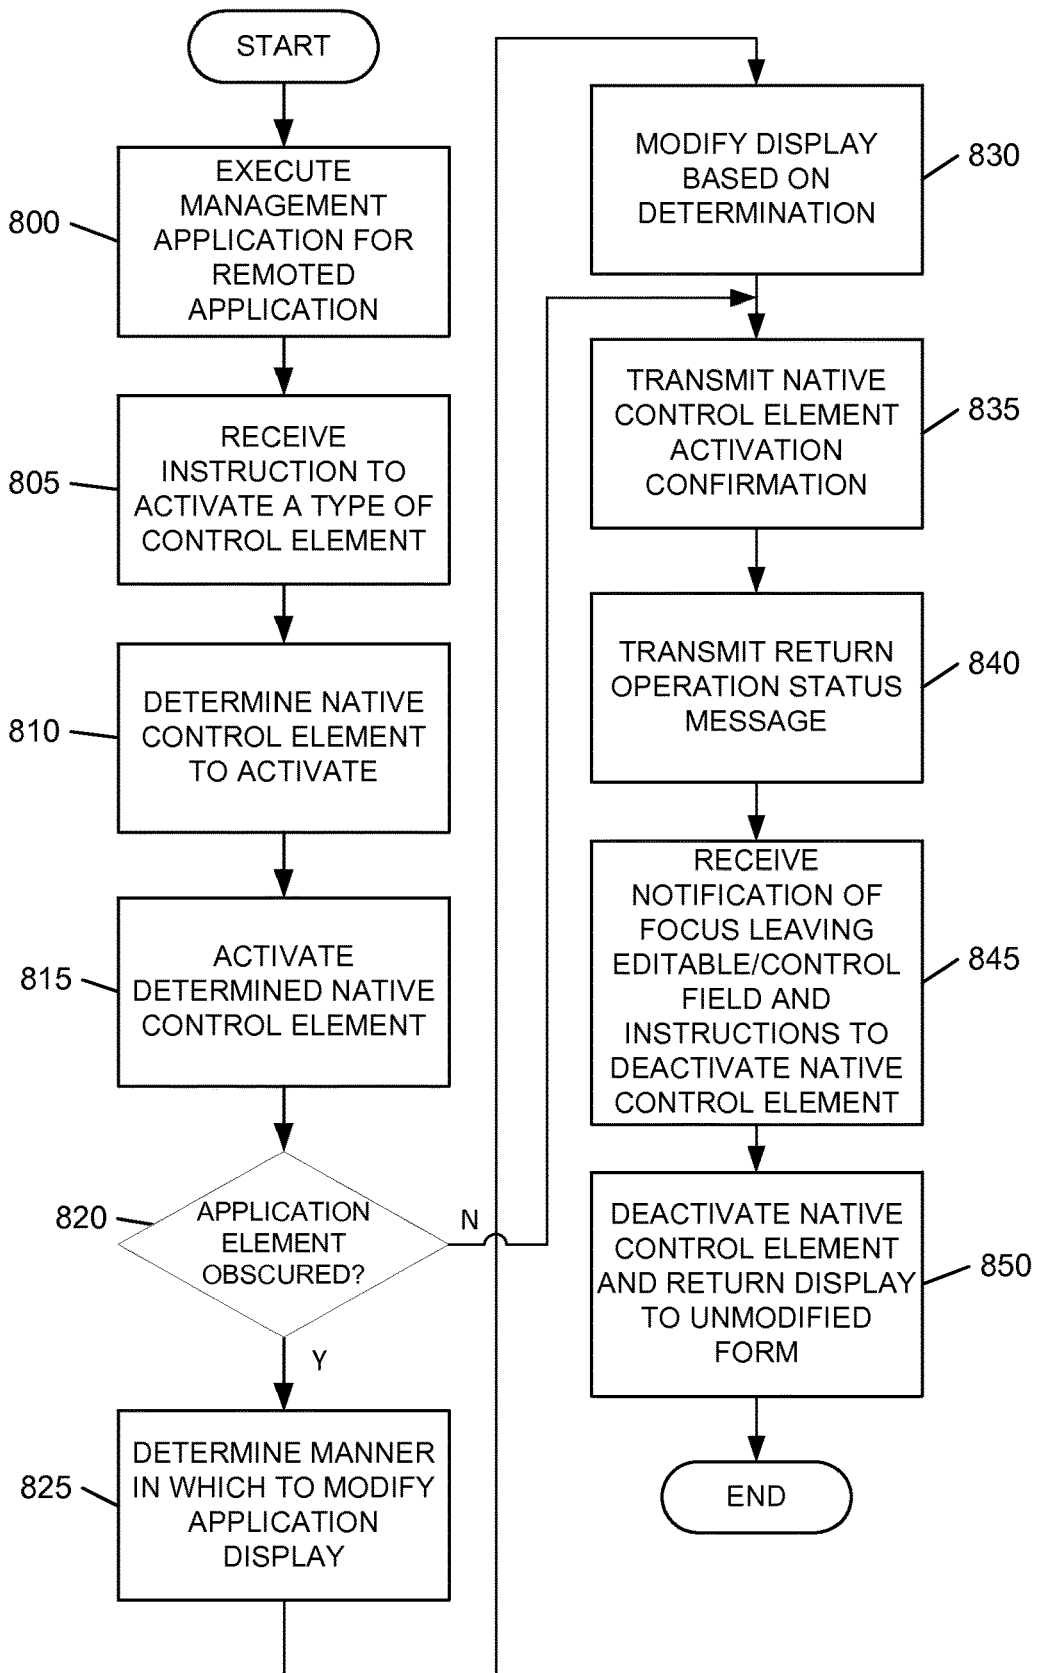 START
800
EXECUTE
MANAGEMENT
APPLICATION FOR
REMOTED
APPLICATION
805
RECEIVE
INSTRUCTION TO
ACTIVATE A TYPE OF
CONTROL ELEMENT
810
DETERMINE NATIVE
CONTROL ELEMENT
TO ACTIVATE
815
ACTIVATE
DETERMINED NATIVE
CONTROL ELEMENT
820
APPLICATION
ELEMENT
OBSCURED?
N
Y
825
DETERMINE MANNER
IN WHICH TO MODIFY
APPLICATION
DISPLAY
MODIFY DISPLAY
BASED ON
DETERMINATION
830
TRANSMIT NATIVE
CONTROL ELEMENT
ACTIVATION
CONFIRMATION
835
TRANSMIT RETURN
OPERATION STATUS
MESSAGE
840
RECEIVE
NOTIFICATION OF
FOCUS LEAVING
EDITABLE/CONTROL
FIELD AND
INSTRUCTIONS TO
DEACTIVATE NATIVE
CONTROL ELEMENT
845
DEACTIVATE NATIVE
CONTROL ELEMENT
AND RETURN DISPLAY
TO UNMODIFIED
FORM
850
END